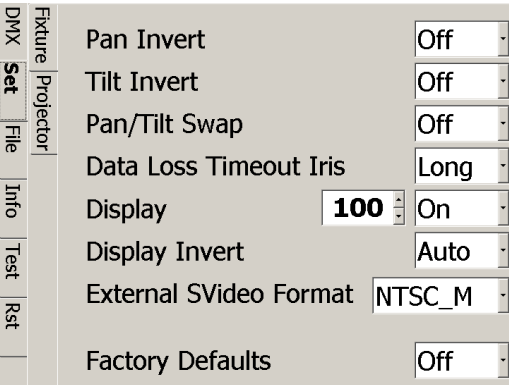 DMX
Set
File
Info
Test
Rst
Fixture
Projector
Pan Invert Off
Tilt Invert Off
Pan/Tilt Swap Off
Data Loss Timeout Iris Long
Display 100 On
Display Invert Auto
External SVideo Format NTSC_M
Factory Defaults Off